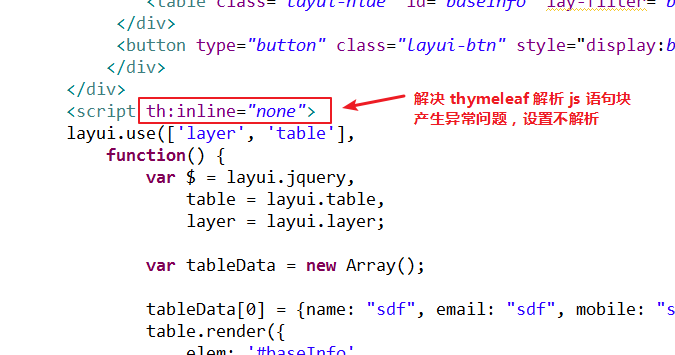 <table class="layui-hide" id="baseInfo" lay-filter="b
</div>
<button type="button" class="layui-btn" style="display:b
</div>
</div>
<script th:inline="none">
解决 thymeleaf 解析 js 语句块
产生异常问题，设置不解析
layui.use(['layer', 'table'],
function() {
var $ = layui.jquery,
table = layui.table,
layer = layui.layer;
var tableData = new Array();
tableData[0] = {name: "sdf", email: "sdf", mobile: "s
table.render({
elem: '#baseInfo'